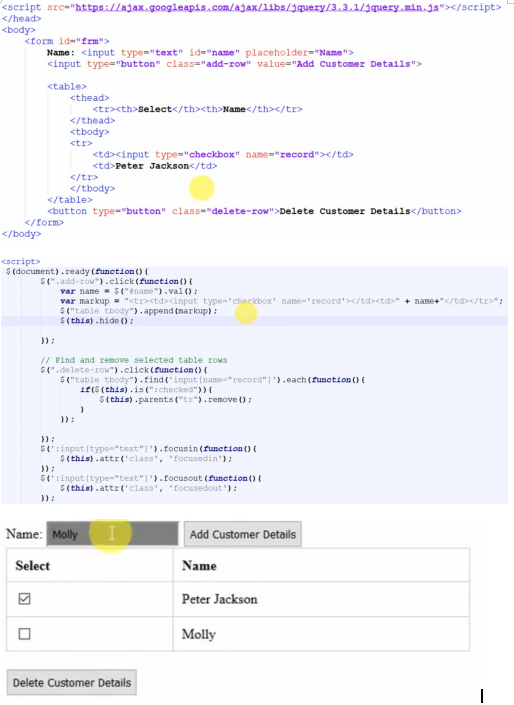 <script src="https://ajax.googleapis.com/ajax/libs/jquery/3.3.1/jquery.min.js"></script>
</head>
<body>
<form id="frm">
Name: <input type="text" id="name" placeholder="Name">
<input type="button" class="add-row" value="Add Customer Details">
<table>
<thead>
<tr><th>Select</th><th>Name</th></tr>
</thead>
<tbody>
<tr>
<td><input type="checkbox" name="record"></td>
<td>Peter Jackson</td>
</tr>
</tbody>
</table>
<button type="button" class="delete-row">Delete Customer Details</button>
</form>
</body>
<script>
$(document).ready(function(){
$(".add-row").click(function(){
var name = $("#name").val();
var markup = "<tr><td><input type='checkbox' name='record'></td><td>" + name+"</td></tr>";
$("table tbody").append(markup);
$(this).hide();
});
// Find and remove selected table rows
$(".delete-row").click(function(){
$("table tbody").find('input[name="record"]').each(function(){
if($(this).is(":checked")){
$(this).parents("tr").remove();
}
});
});
$(':input[type="text"]').focusin(function(){
$(this).attr('class', 'focusedin');
});
$(':input[type="text"]').focusout(function(){
$(this).attr('class', 'focusedout');
});
Name: Molly Add Customer Details
Select Name
Peter Jackson
Molly
Delete Customer Details